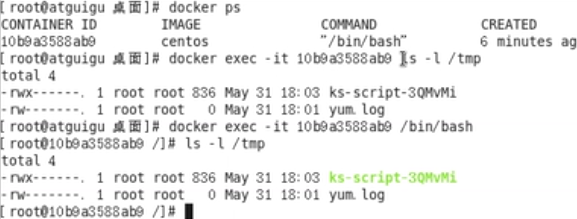 [root@atguigu 桌面]# docker ps
CONTAINER ID IMAGE COMMAND CREATED
10b9a3588ab9 centos "/bin/bash" 6 minutes ag
[root@atguigu 桌面]# docker exec -it 10b9a3588ab9 ls -l /tmp
total 4
-rwx------. 1 root root 836 May 31 18:03 ks-script-3QMvMi
-rw-------. 1 root root 0 May 31 18:01 yum.log
[root@atguigu 桌面]# docker exec -it 10b9a3588ab9 /bin/bash
[root@10b9a3588ab9 /]# ls -l /tmp
total 4
-rwx------. 1 root root 836 May 31 18:03 ks-script-3QMvMi
-rw-------. 1 root root 0 May 31 18:01 yum.log
[root@10b9a3588ab9 /]#